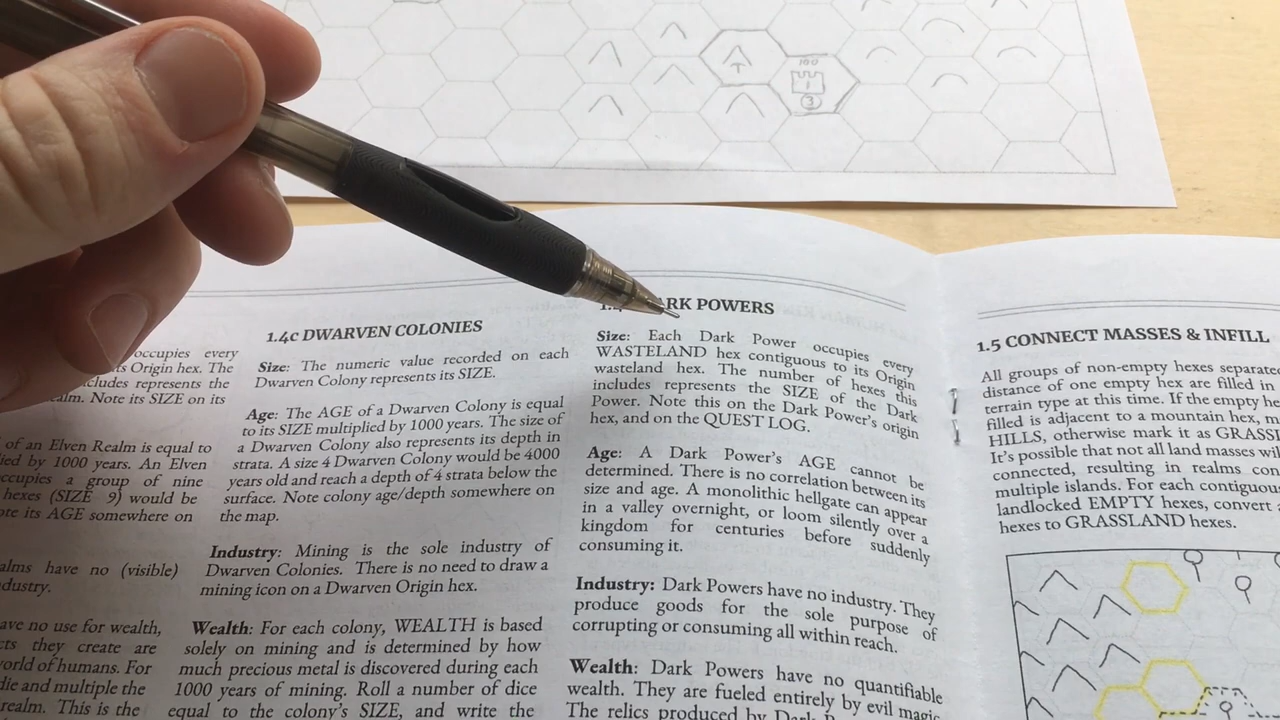 100
1
3
occupies every
its Origin hex. The
includes represents the
realm. Note its SIZE on its
of an Elven Realm is equal to
multiplied by 1000 years. An Elven
occupies a group of nine
hexes (SIZE 9) would be
Note its AGE somewhere on
realms have no (visible)
industry.
have no use for wealth,
they create are
world of humans. For
die and multiple the
realm. This is the
1.4c DWARVEN COLONIES
Size: The numeric value recorded on each
Dwarven Colony represents its SIZE.
Age: The AGE of a Dwarven Colony is equal
to its SIZE multiplied by 1000 years. The size of
a Dwarven Colony also represents its depth in
strata. A size 4 Dwarven Colony would be 4000
years old and reach a depth of 4 strata below the
surface. Note colony age/depth somewhere on
the map.
Industry: Mining is the sole industry of
Dwarven Colonies. There is no need to draw a
mining icon on a Dwarven Origin hex.
Wealth: For each colony, WEALTH is based
solely on mining and is determined by how
much precious metal is discovered during each
1000 years of mining. Roll a number of dice
equal to the colony's SIZE, and write the
ARK POWERS
Size: Each Dark Power occupies every
WASTELAND hex contiguous to its Origin
wasteland hex. The number of hexes this
includes represents the SIZE of the Dark
Power. Note this on the Dark Power's origin
hex, and on the QUEST LOG.
Age: A Dark Power's AGE cannot be
determined. There is no correlation between its
size and age. A monolithic hellgate can appear
in a valley overnight, or loom silently over a
kingdom for centuries before suddenly
consuming it.
Industry: Dark Powers have no industry. They
produce goods for the sole purpose of
corrupting or consuming all within reach.
Wealth: Dark Powers have no quantifiable
wealth. They are fueled entirely by evil magic
The relics produced by Dark
1.5 CONNECT MASSES & INFILL
All groups of non-empty hexes separated
distance of one empty hex are filled in
terrain type at this time. If the empty he
filled is adjacent to a mountain hex, m
HILLS, otherwise mark it as GRASS
It's possible that not all land masses will
connected, resulting in realms con
multiple islands. For each contiguous
landlocked EMPTY hexes, convert
hexes to GRASSLAND hexes.